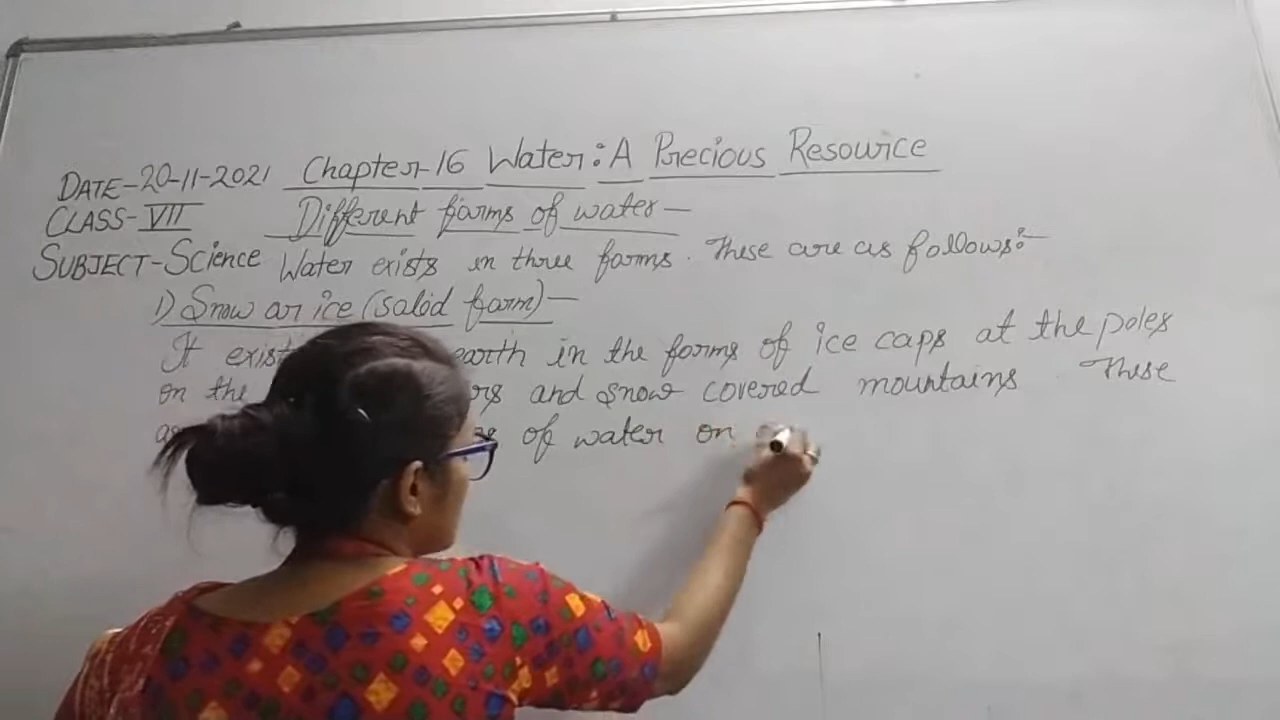 DATE-20-11-2021 Chapter-16 Water: A Precious Resource
CLASS-VII Different forms of water-
SUBJECT-Science Water exists in three forms. These are as follows:-
1) Snow or ice (solid form)-
It exist earth in the forms of ice caps at the poles
on the and snow covered mountains These
of water on